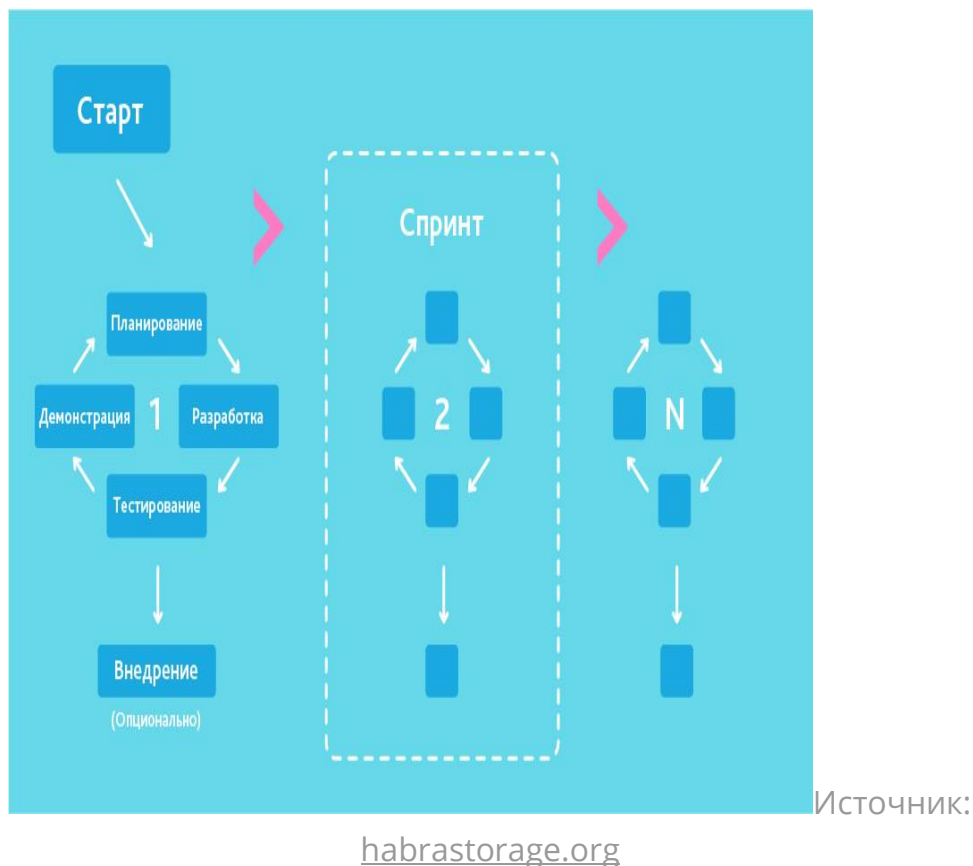 Старт
Спринт
Планирование
Демонстрация
1
Разработка
2
N
Тестирование
Внедрение
(Опционально)
Источник:
habrastorage.org